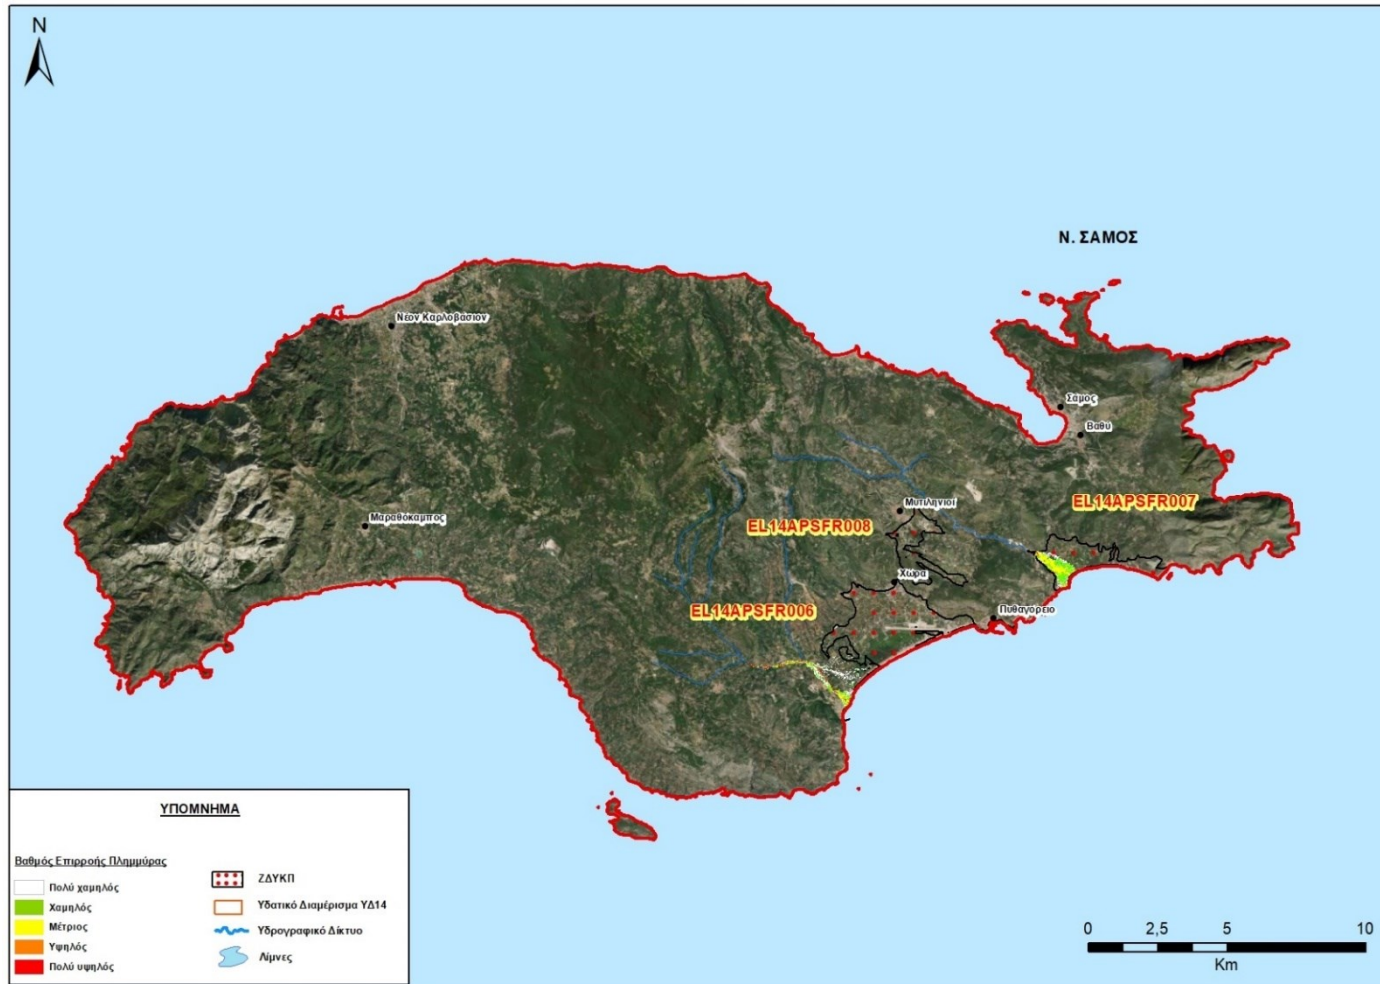 N
Ν. ΣΑΜΟΣ
Νέον Καρλοβάσιον
Σάμος
Βαθύ
Μυτιληνιοί
EL14APSFR007
Μαραθόκαμπος
EL14APSFR008
Χώρα
EL14APSFR006
Πυθαγόρειο
ΥΠΟΜΝΗΜΑ
Βαθμός Επιρροής Πλημμύρας
Πολύ χαμηλός
Χαμηλός
Μέτριος
Υψηλός
Πολύ υψηλός
ΖΔΥΚΠ
Υδατικό Διαμέρισμα ΥΔ14
Υδρογραφικό Δίκτυο
Λίμνες
0 2,5 5 10
Km